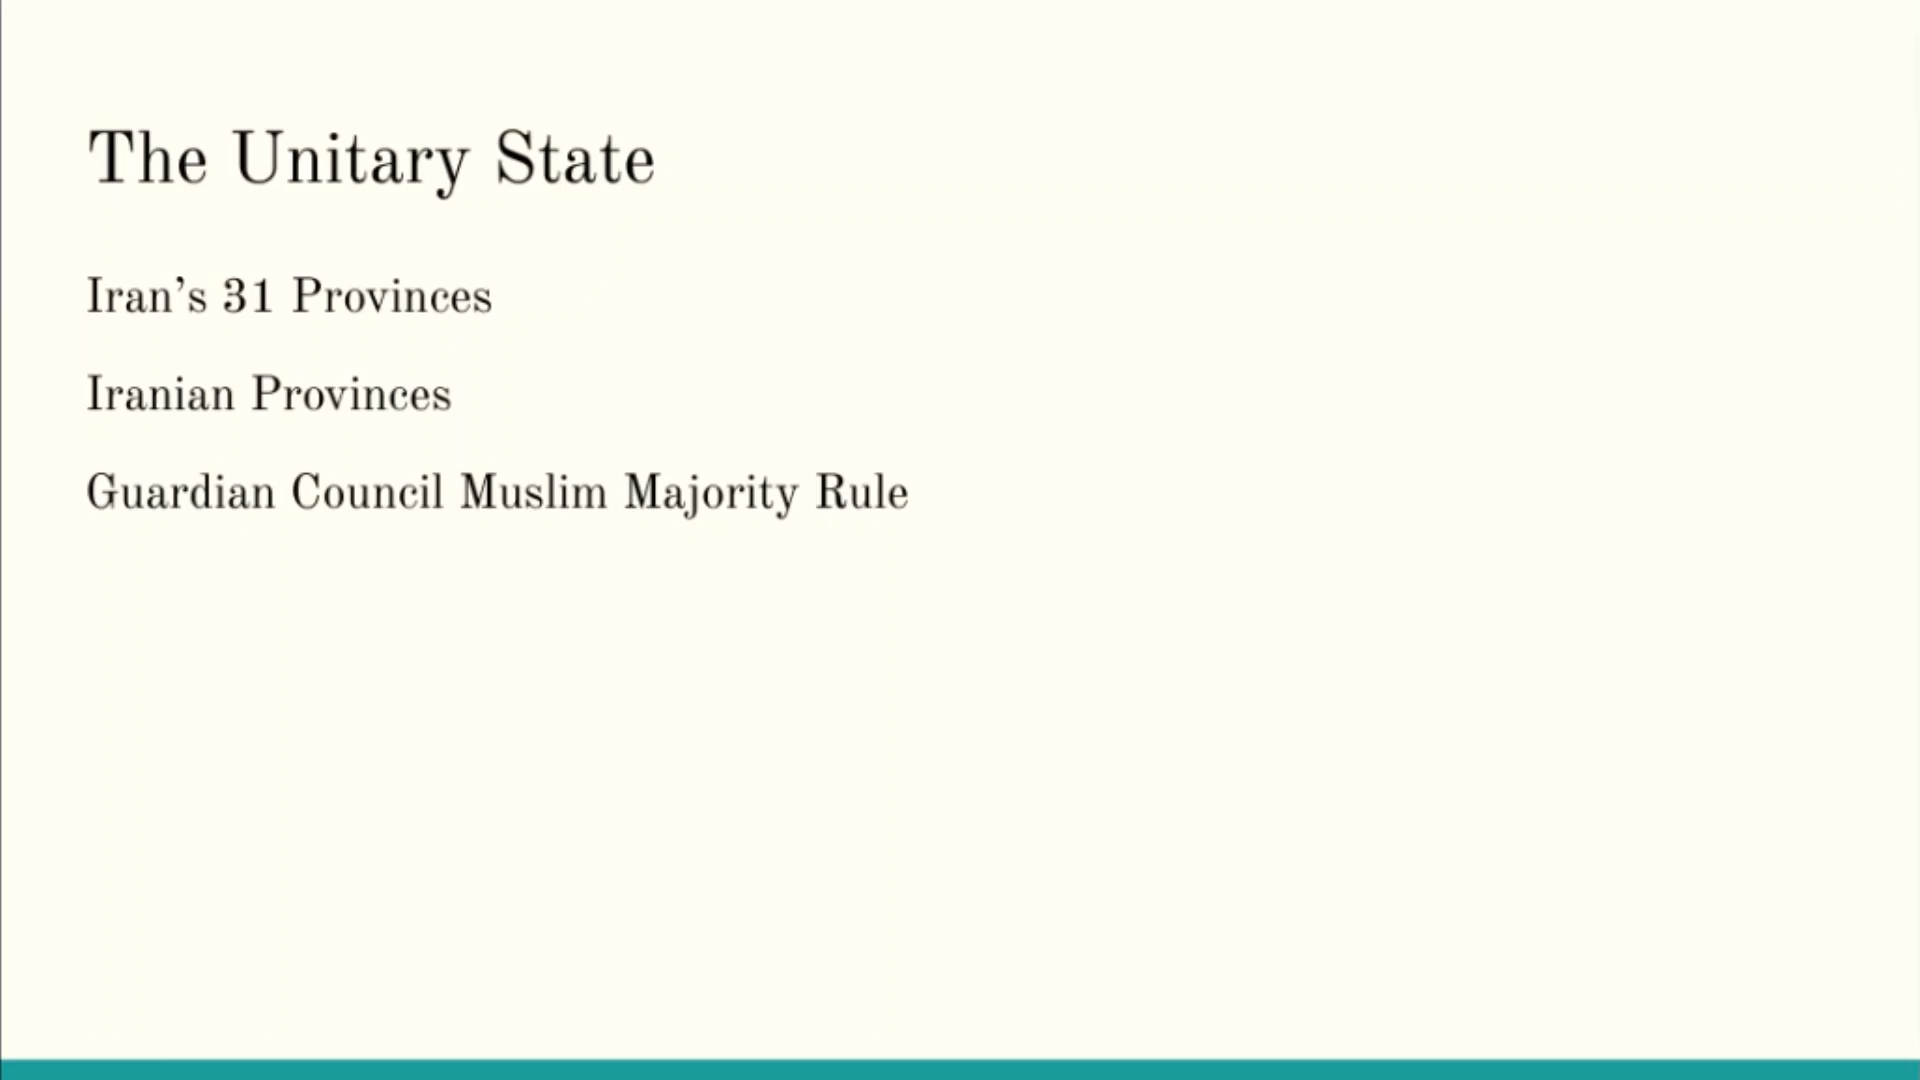 The Unitary State
Iran’s 31 Provinces
Iranian Provinces
Guardian Council Muslim Majority Rule